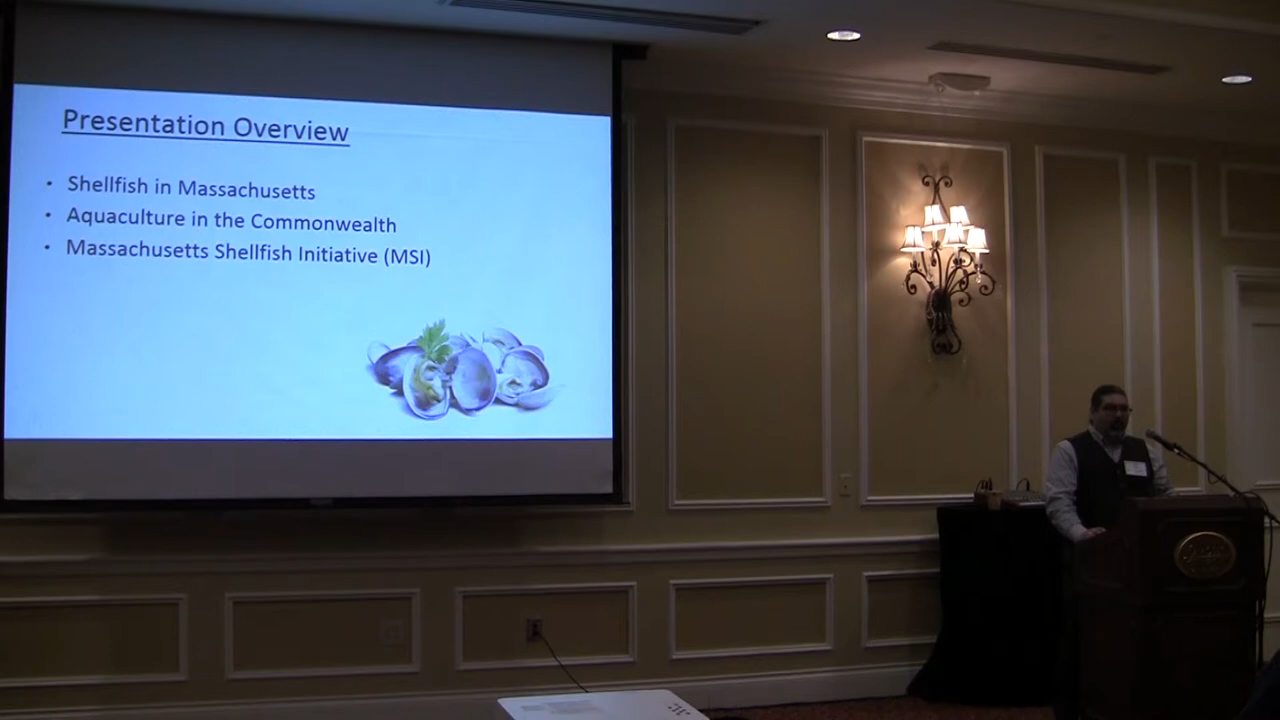 Presentation Overview
• Shellfish in Massachusetts
• Aquaculture in the Commonwealth
• Massachusetts Shellfish Initiative (MSI)